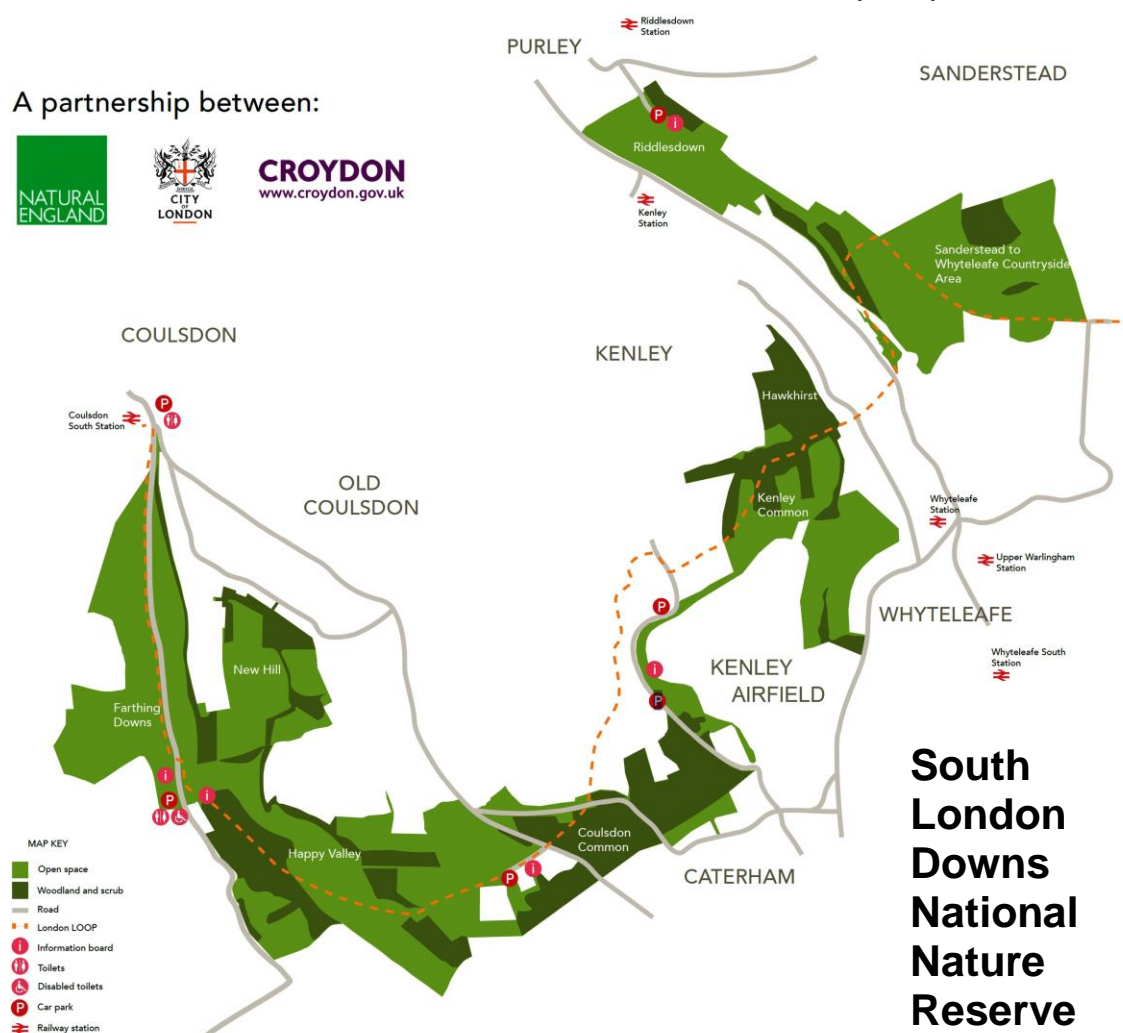 Riddlesdown
Station
PURLEY
SANDERSTEAD
A partnership between:
NATURAL
ENGLAND
DIRIGE
CITY
OF
LONDON
CROYDON
www.croydon.gov.uk
P
i
Riddlesdown
Kenley
Station
Sanderstead to
Whyteleafe Countryside
Area
COULSDON
KENLEY
P
Coulsdon
South Station
Hawkhirst
OLD
COULSDON
Kenley
Common
Whyteleafe
Station
Upper Warlingham
Station
P
WHYTELEAFE
Whyteleafe South
Station
New Hill
i
KENLEY
AIRFIELD
P
Farthing
Downs
i
i
P
Happy Valley
Coulsdon
Common
P
i
CATERHAM
MAP KEY
Open space
Woodland and scrub
Road
London LOOP
i Information board
Toilets
Disabled toilets
P Car park
Railway station
South
London
Downs
National
Nature
Reserve